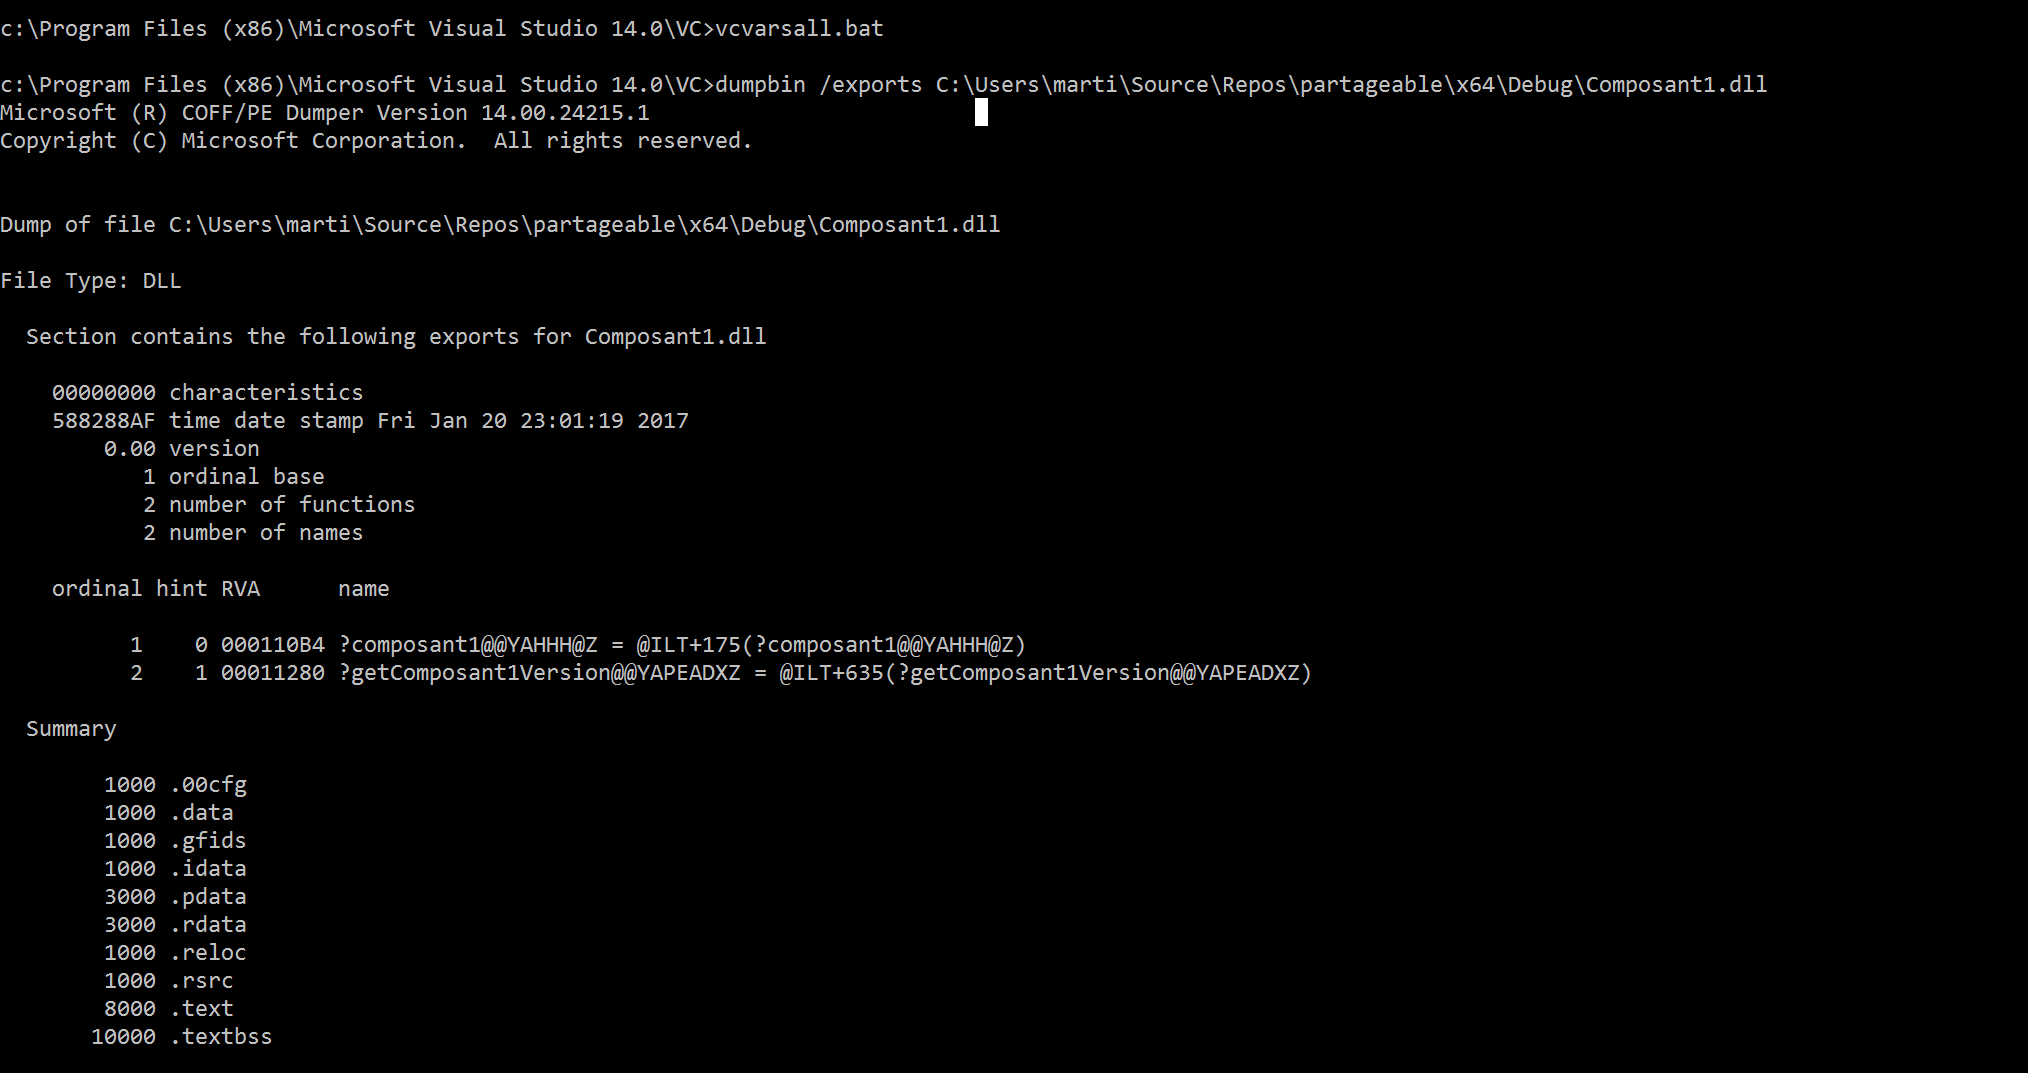 c:\Program Files (x86)\Microsoft Visual Studio 14.0\VC>vcvarsall.bat
c:\Program Files (x86)\Microsoft Visual Studio 14.0\VC>dumpbin /exports C:\Users\marti\Source\Repos\partageable\x64\Debug\Composant1.dll
Microsoft (R) COFF/PE Dumper Version 14.00.24215.1
Copyright (C) Microsoft Corporation.  All rights reserved.
Dump of file C:\Users\marti\Source\Repos\partageable\x64\Debug\Composant1.dll
File Type: DLL
  Section contains the following exports for Composant1.dll
    00000000 characteristics
    588288AF time date stamp Fri Jan 20 23:01:19 2017
        0.00 version
           1 ordinal base
           2 number of functions
           2 number of names
    ordinal hint RVA      name
          1    0 000110B4 ?composant1@@YAHHH@Z = @ILT+175(?composant1@@YAHHH@Z)
          2    1 00011280 ?getComposant1Version@@YAPEADXZ = @ILT+635(?getComposant1Version@@YAPEADXZ)
  Summary
        1000 .00cfg
        1000 .data
        1000 .gfids
        1000 .idata
        3000 .pdata
        3000 .rdata
        1000 .reloc
        1000 .rsrc
        8000 .text
       10000 .textbss